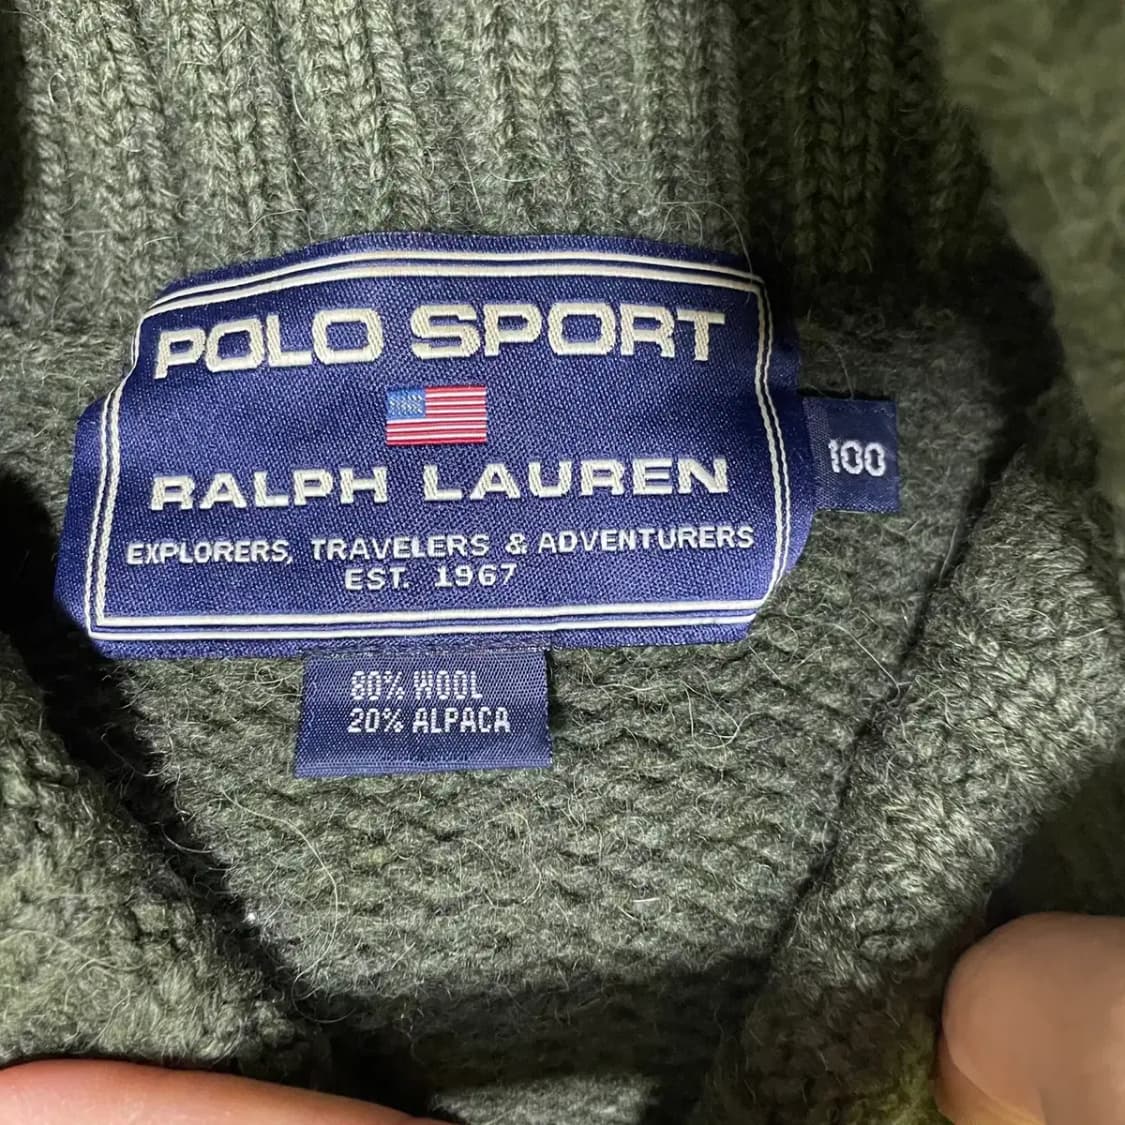 POLO SPORT
RALPH LAUREN
EXPLORERS, TRAVELERS & ADVENTURERS
EST. 1967
100
80% WOOL
20% ALPACA